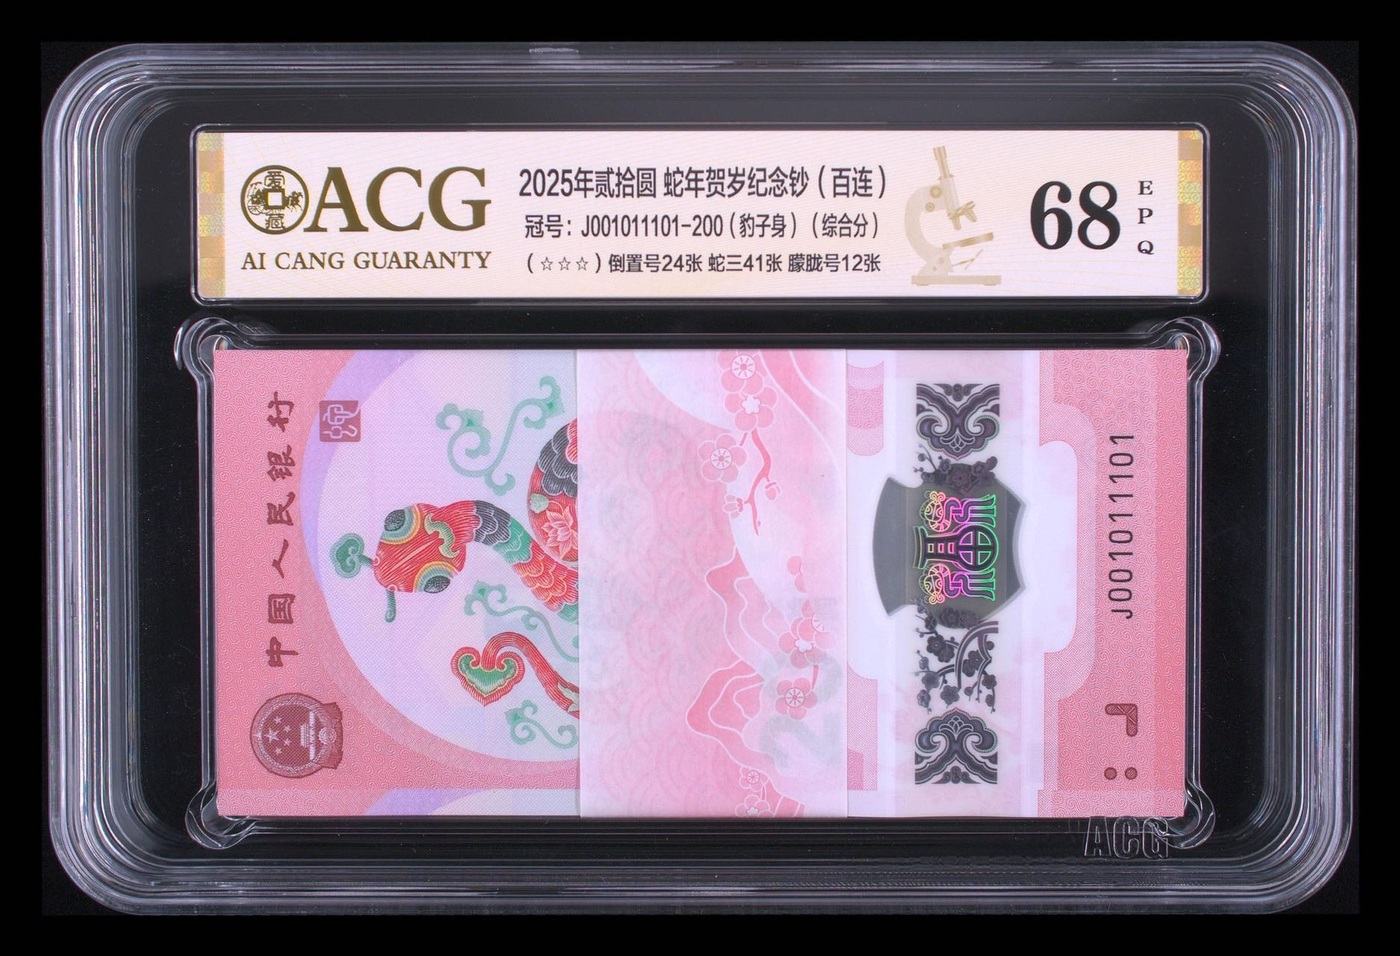 ACG
AI CANG GUARANTY
2025年贰拾圆 蛇年贺岁纪念钞（百连）
冠号：J001011101-200（豹子身）（综合分）
（☆☆☆）倒置号24张 蛇三41张 朦胧号12张
68
EPQ
中国人民银行
福
J001011101
ACG